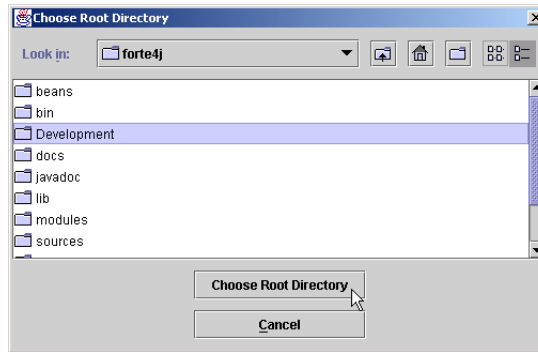 Choose Root Directory
Look in: forte4j
beans
bin
Development
docs
javadoc
lib
modules
sources
Choose Root Directory
Cancel